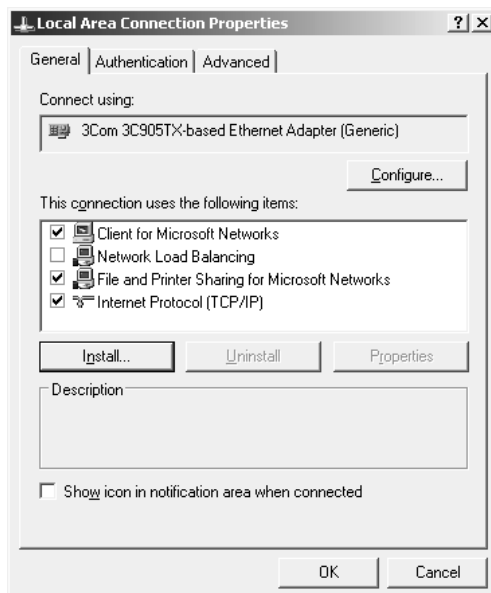 Local Area Connection Properties
General Authentication Advanced
Connect using:
3Com 3C905TX-based Ethernet Adapter (Generic)
Configure...
This connection uses the following items:
Client for Microsoft Networks
Network Load Balancing
File and Printer Sharing for Microsoft Networks
Internet Protocol (TCP/IP)
Install... Uninstall Properties
Description
Show icon in notification area when connected
OK Cancel